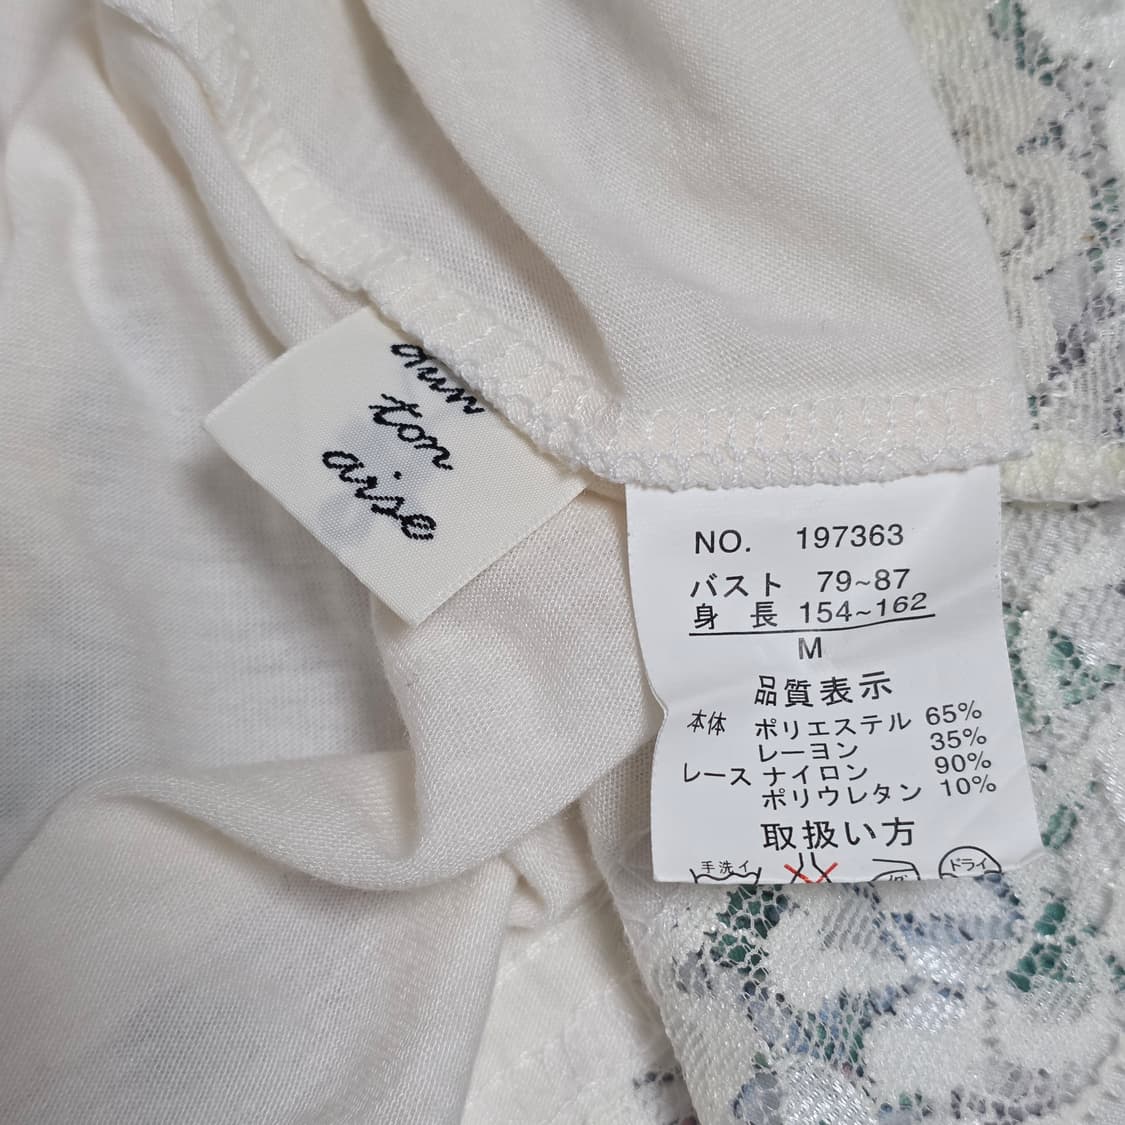 ton
aise
NO. 197363
バスト 79~87
身 長 154~162
M
品質表示
本体 ポリエステル 65%
レーヨン 35%
レース ナイロン 90%
ポリウレタン 10%
取扱い方
手洗イ 低 ドライ